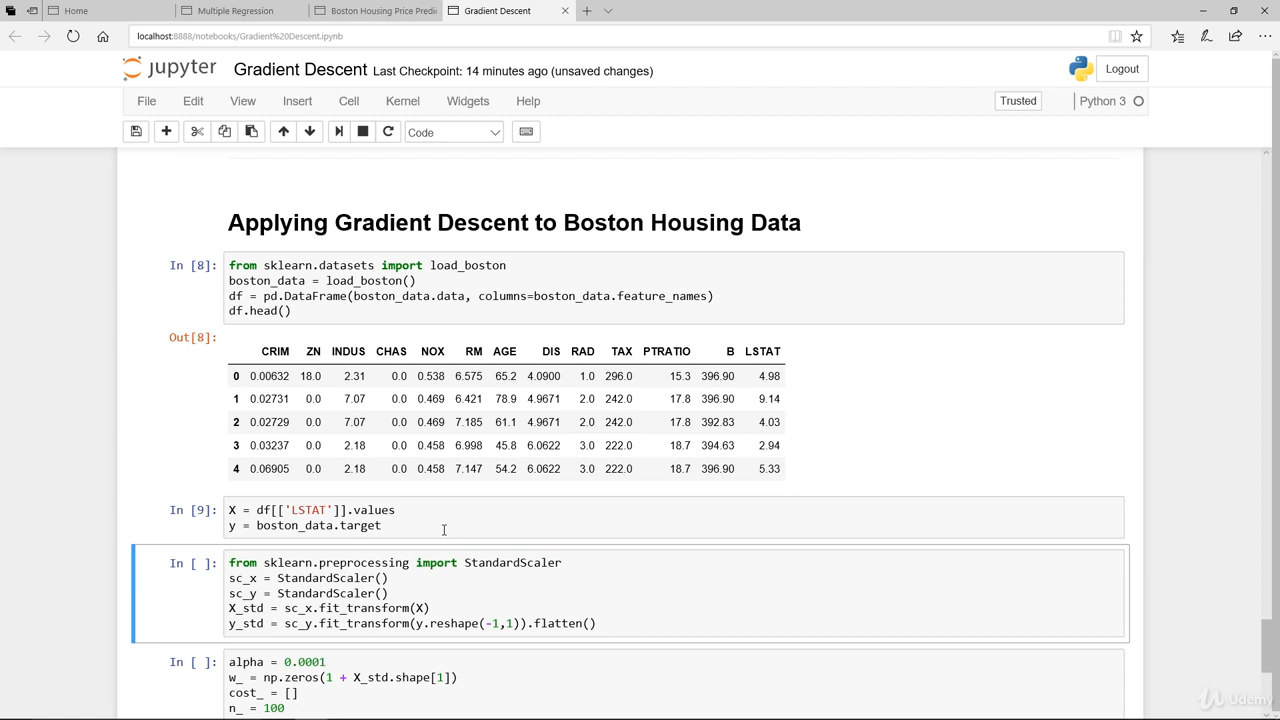 Home
Multiple Regression
Boston Housing Price Predi
Gradient Descent
localhost:8888/notebooks/Gradient%20Descent.ipynb
jupyter Gradient Descent Last Checkpoint: 14 minutes ago (unsaved changes)
Logout
File Edit View Insert Cell Kernel Widgets Help
Trusted
Python 3
Code
Applying Gradient Descent to Boston Housing Data
In [8]: from sklearn.datasets import load_boston
boston_data = load_boston()
df = pd.DataFrame(boston_data.data, columns=boston_data.feature_names)
df.head()
Out[8]:
CRIM ZN INDUS CHAS NOX RM AGE DIS RAD TAX PTRATIO B LSTAT
0 0.00632 18.0 2.31 0.0 0.538 6.575 65.2 4.0900 1.0 296.0 15.3 396.90 4.98
1 0.02731 0.0 7.07 0.0 0.469 6.421 78.9 4.9671 2.0 242.0 17.8 396.90 9.14
2 0.02729 0.0 7.07 0.0 0.469 7.185 61.1 4.9671 2.0 242.0 17.8 392.83 4.03
3 0.03237 0.0 2.18 0.0 0.458 6.998 45.8 6.0622 3.0 222.0 18.7 394.63 2.94
4 0.06905 0.0 2.18 0.0 0.458 7.147 54.2 6.0622 3.0 222.0 18.7 396.90 5.33
In [9]: X = df[['LSTAT']].values
y = boston_data.target
In [ ]: from sklearn.preprocessing import StandardScaler
sc_x = StandardScaler()
sc_y = StandardScaler()
X_std = sc_x.fit_transform(X)
y_std = sc_y.fit_transform(y.reshape(-1,1)).flatten()
In [ ]: alpha = 0.0001
w_ = np.zeros(1 + X_std.shape[1])
cost_ = []
n_ = 100
Udemy